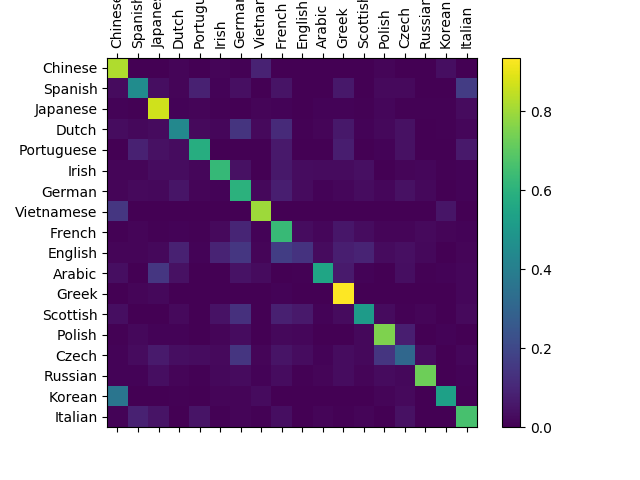 Chinese
Spanish
Japanes
Dutch
Portugu
Irish
German
Vietnar
French
English
Arabic
Greek
Scottish
Polish
Czech
Russian
Korean
Italian
Chinese
Spanish
Japanese
Dutch
Portuguese
Irish
German
Vietnamese
French
English
Arabic
Greek
Scottish
Polish
Czech
Russian
Korean
Italian
0.8
0.6
0.4
0.2
0.0